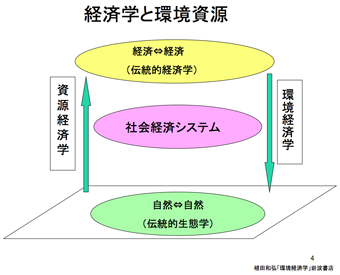 経済学と環境資源
経済⇔経済
（伝統的経済学）
資源経済学
環境経済学
社会経済システム
自然⇔自然
（伝統的生態学）
4
植田和弘「環境経済学」岩波書店